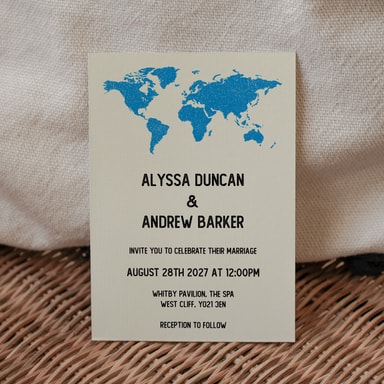 ALYSSA DUNCAN
&
ANDREW BARKER
INVITE YOU TO CELEBRATE THEIR MARRIAGE
AUGUST 28TH 2027 AT 12:00PM
WHITBY PAVILION, THE SPA
WEST CLIFF, YO21 3EN
RECEPTION TO FOLLOW